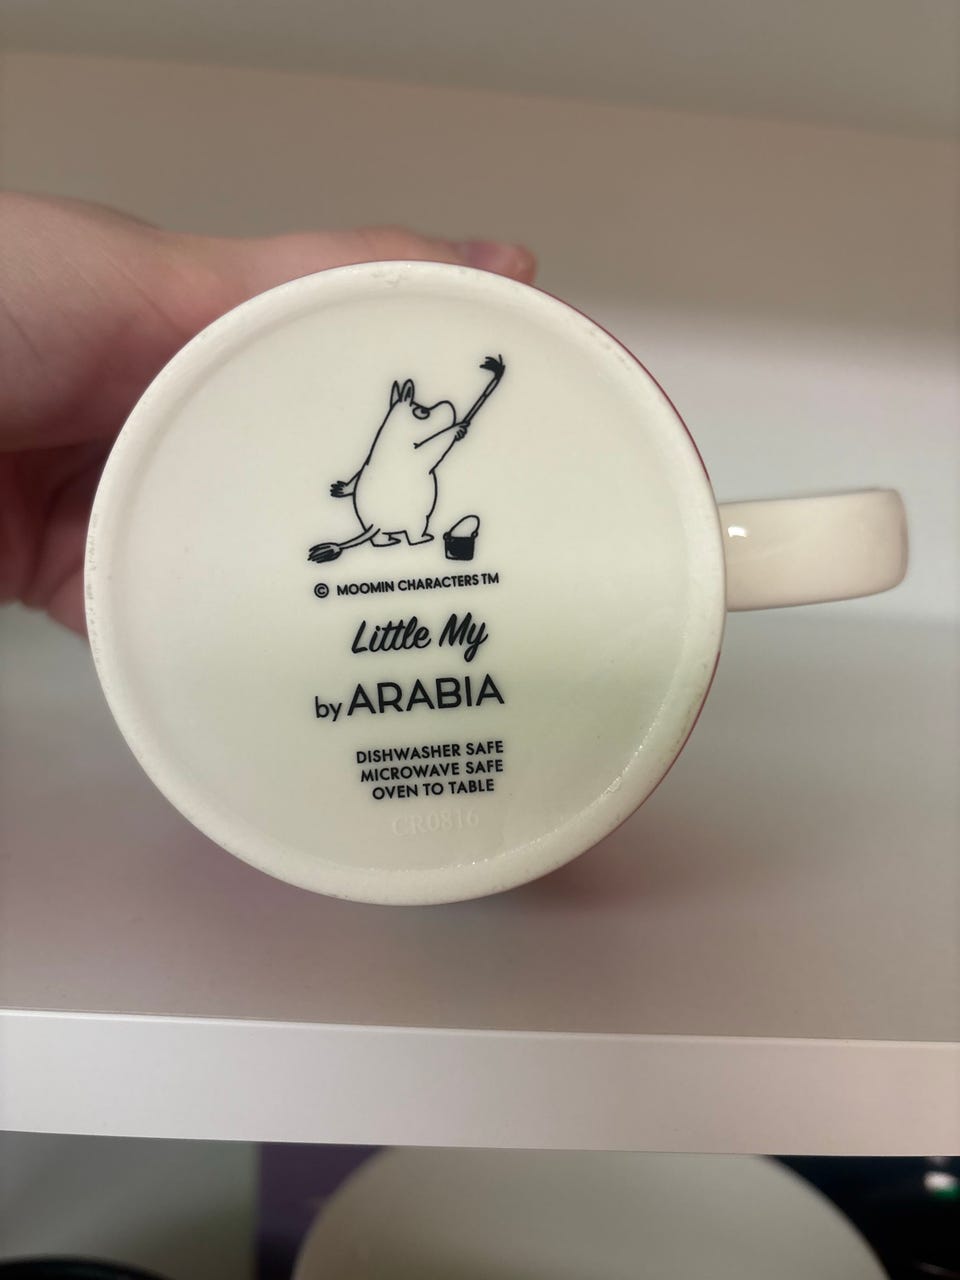 © MOOMIN CHARACTERS TM
Little My
by ARABIA
DISHWASHER SAFE
MICROWAVE SAFE
OVEN TO TABLE
CR0816